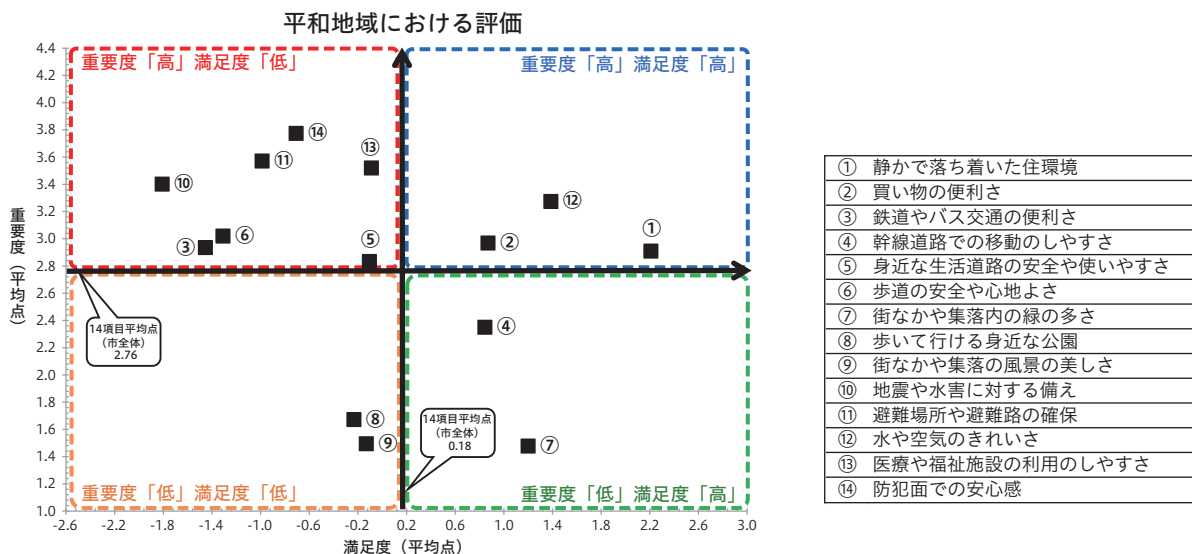 平和地域における評価
重要度「高」満足度「低」
重要度「高」満足度「高」
4.4
4.2
4.0
3.8
3.6
3.4
3.2
3.0
2.8
2.6
2.4
2.2
2.0
1.8
1.6
1.4
1.2
1.0
重要度（平均点）
⑭
⑬
⑪
⑩
⑫
⑥
③
⑤
②
①
④
⑧
⑨
⑦
14項目平均点
（市全体）
2.76
14項目平均点
（市全体）
0.18
重要度「低」満足度「低」
重要度「低」満足度「高」
-2.6 -2.2 -1.8 -1.4 -1.0 -0.6 -0.2 0.2 0.6 1.0 1.4 1.8 2.2 2.6 3.0
満足度（平均点）
① 静かで落ち着いた住環境
② 買い物の便利さ
③ 鉄道やバス交通の便利さ
④ 幹線道路での移動のしやすさ
⑤ 身近な生活道路の安全や使いやすさ
⑥ 歩道の安全や心地よさ
⑦ 街なかや集落内の緑の多さ
⑧ 歩いて行ける身近な公園
⑨ 街なかや集落の風景の美しさ
⑩ 地震や水害に対する備え
⑪ 避難場所や避難路の確保
⑫ 水や空気のきれいさ
⑬ 医療や福祉施設の利用のしやすさ
⑭ 防犯面での安心感